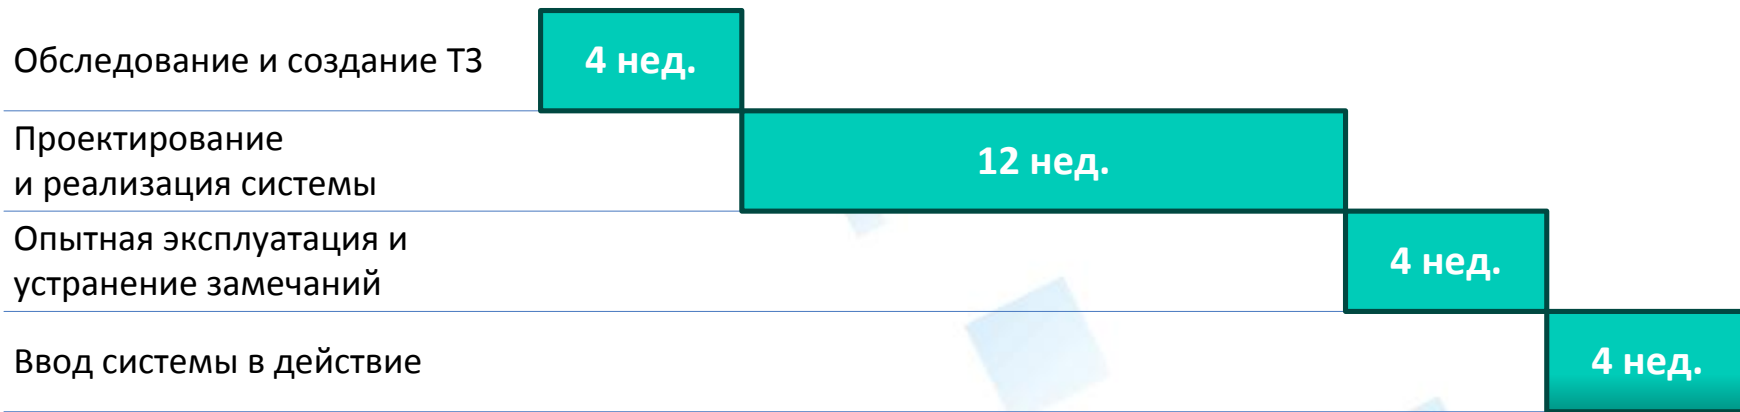 Обследование и создание ТЗ
4 нед.
Проектирование
и реализация системы
12 нед.
Опытная эксплуатация и
устранение замечаний
4 нед.
Ввод системы в действие
4 нед.